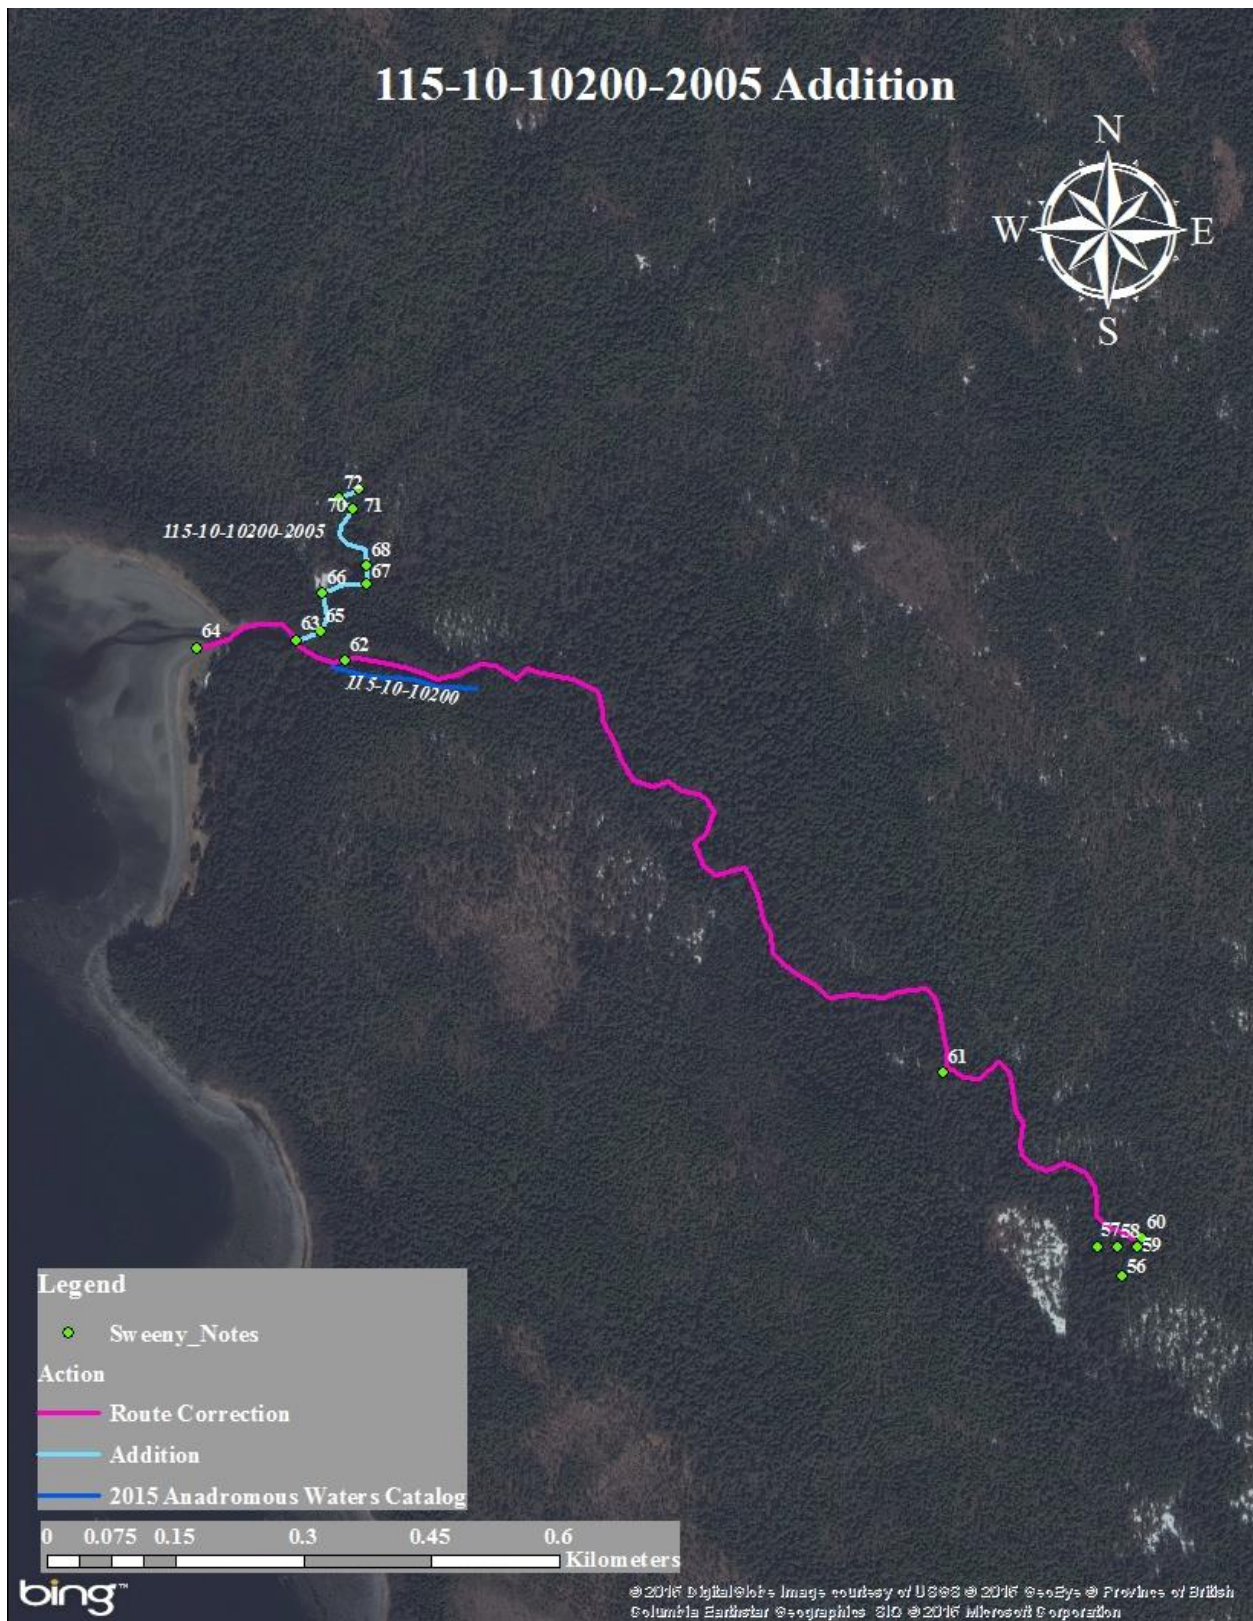 115-10-10200-2005 Addition
N
W E
S
72
70 71
115-10-10200-2005
68
67
66
65
63
64
62
115-10-10200
61
60
57 58 59
56
Legend
Sweeny_Notes
Action
Route Correction
Addition
2015 Anadromous Waters Catalog
0 0.075 0.15 0.3 0.45 0.6
Kilometers
bing™
© 2016 DigitalGlobe Image courtesy of USGS © 2016 GeoEye © Province of British
Columbia Earthstar Geographics SIO © 2016 Microsoft Corporation